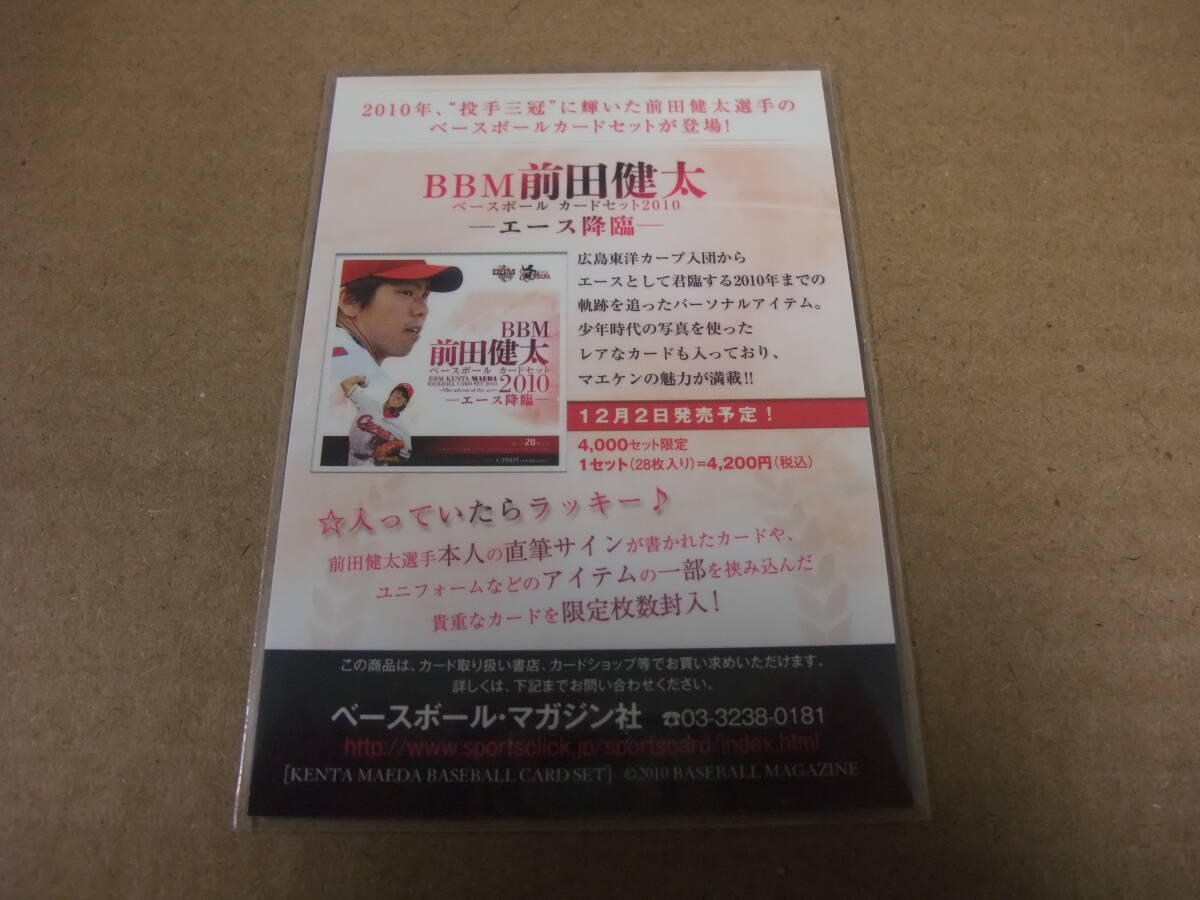 2010年、“投手三冠”に輝いた前田健太選手の
ベースボールカードセットが登場！
BBM前田健太
ベースボール カードセット2010
―エース降臨―
広島東洋カープ入団から
エースとして君臨する2010年までの
軌跡を追ったパーソナルアイテム。
少年時代の写真を使った
レアなカードも入っており、
マエケンの魅力が満載!!
BBM
BBM
前田健太
ベースボール カードセット
BBM KENTA MAEDA
BASEBALL CARD SET 2010
2010
―エース降臨―
12月2日発売予定！
4,000セット限定
1セット（28枚入り）＝4,200円（税込）
☆入っていたらラッキー♪
前田健太選手本人の直筆サインが書かれたカードや、
ユニフォームなどのアイテムの一部を挟み込んだ
貴重なカードを限定枚数封入！
この商品は、カード取り扱い書店、カードショップ等でお買い求めいただけます。
詳しくは、下記までお問い合わせください。
ベースボール・マガジン社 ☎03-3238-0181
http://www.sportsclick.jp/sportscard/index.html
[KENTA MAEDA BASEBALL CARD SET] ©2010 BASEBALL MAGAZINE